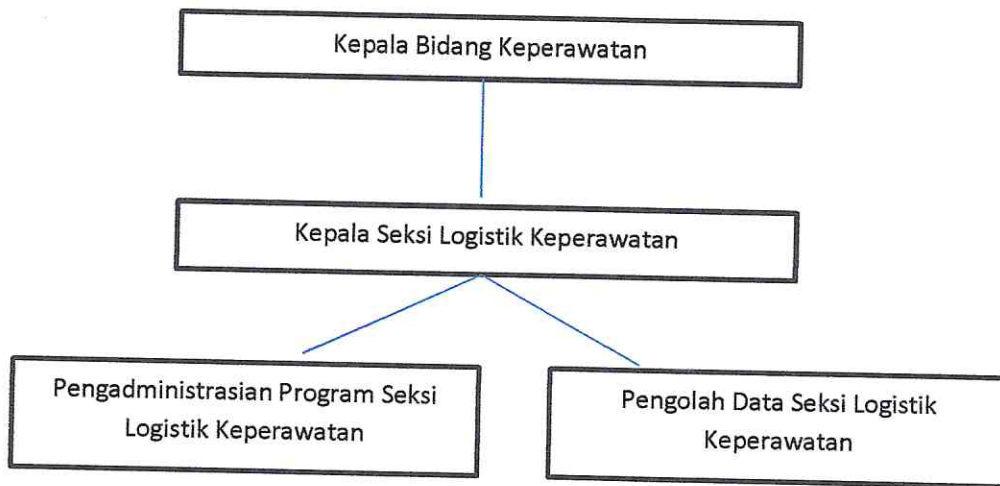 Kepala Bidang Keperawatan
Kepala Seksi Logistik Keperawatan
Pengadministrasian Program Seksi
Logistik Keperawatan
Pengolah Data Seksi Logistik
Keperawatan